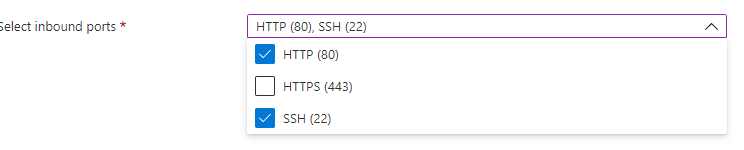 Select inbound ports *
HTTP (80), SSH (22)
HTTP (80)
HTTPS (443)
SSH (22)